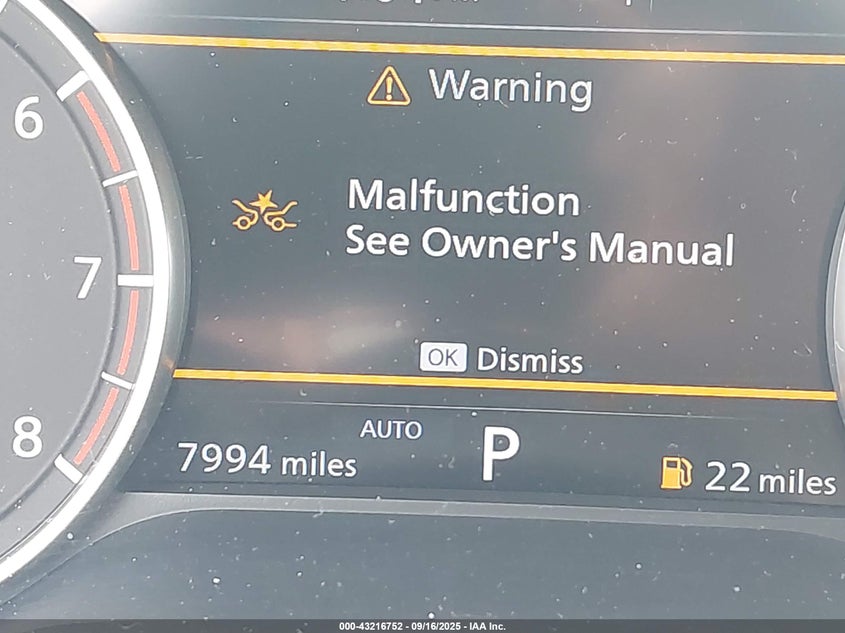 6
Warning
Malfunction
See Owner's Manual
7
OK Dismiss
AUTO
8
P
7994 miles
22 miles
000-43216752 - 09/16/2025 - IAA Inc.